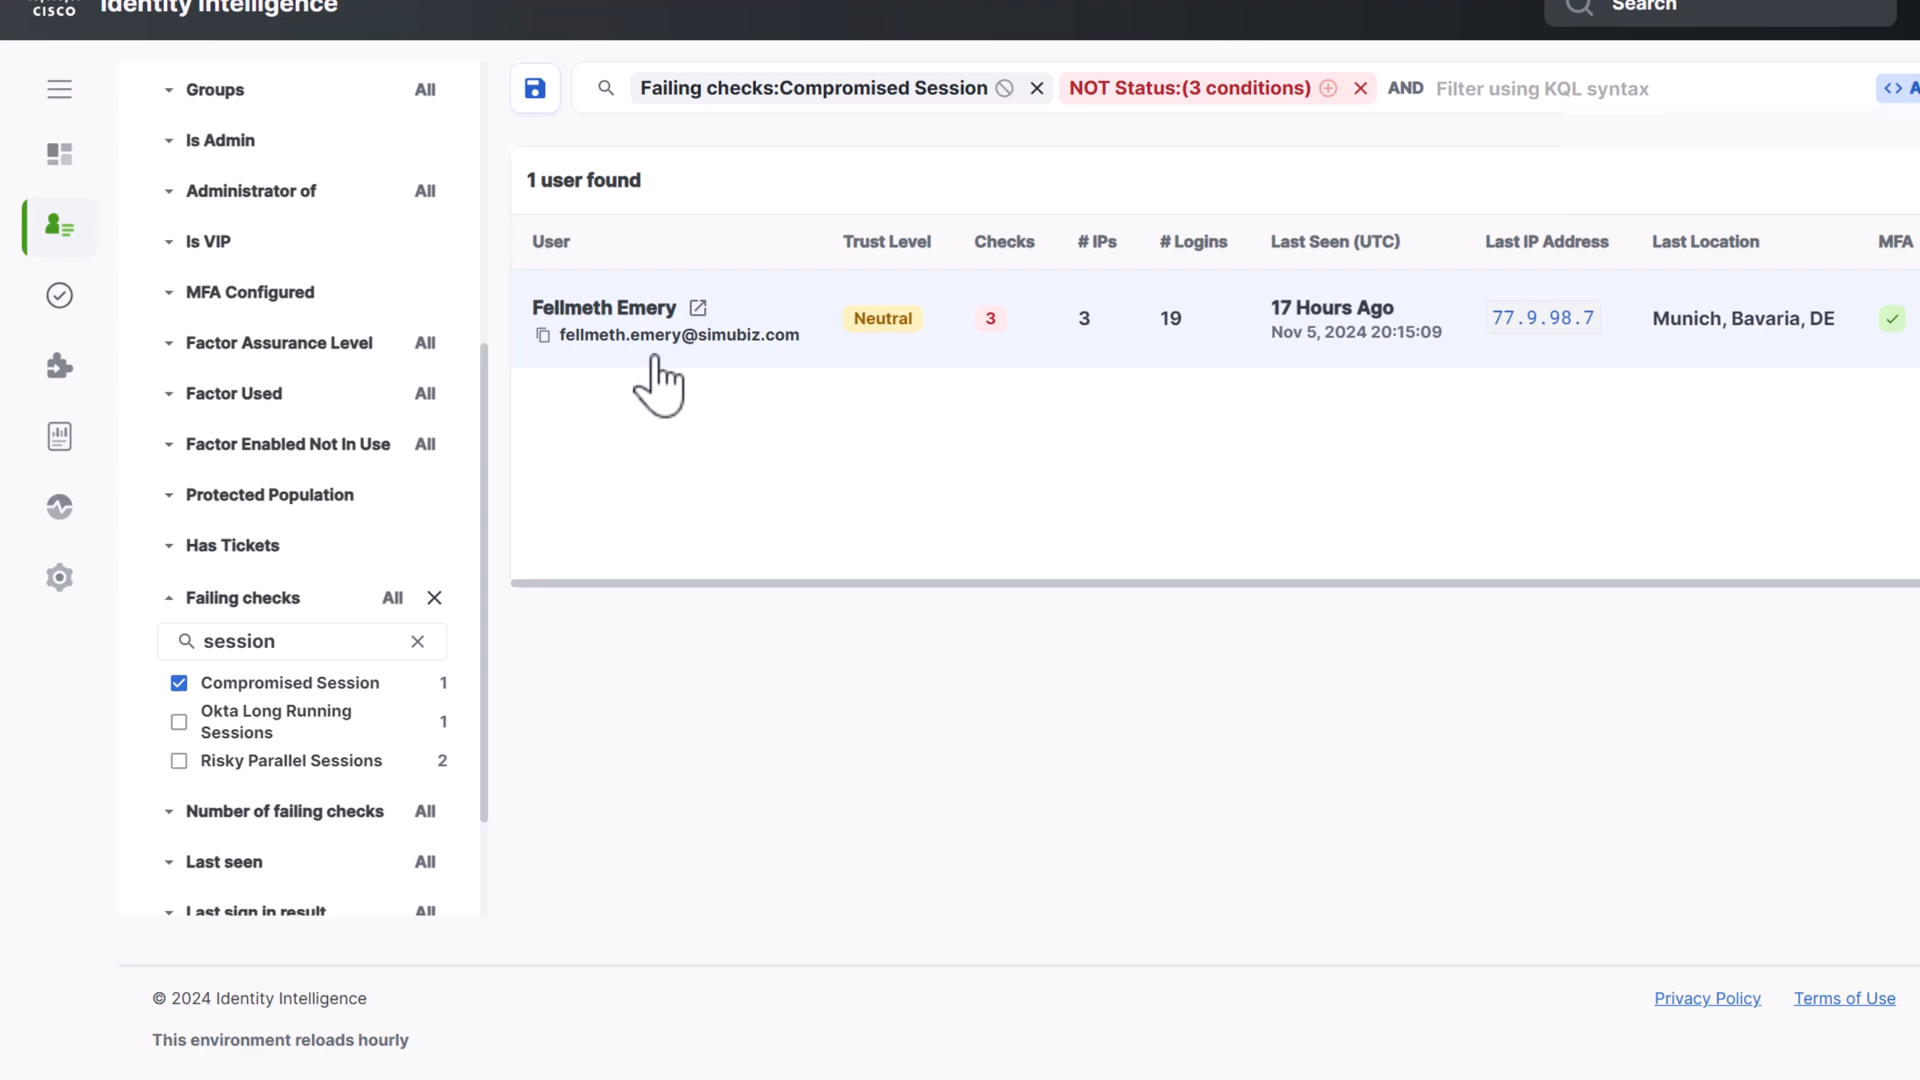 CISCO
Identity Intelligence
Search
Groups All
Is Admin
Administrator of All
Is VIP
MFA Configured
Factor Assurance Level All
Factor Used All
Factor Enabled Not In Use All
Protected Population
Has Tickets
Failing checks All
session
Compromised Session 1
Okta Long Running
Sessions 1
Risky Parallel Sessions 2
Number of failing checks All
Last seen All
Last sign in result All
Failing checks:Compromised Session NOT Status:(3 conditions) AND Filter using KQL syntax <> A
1 user found
User Trust Level Checks # IPs # Logins Last Seen (UTC) Last IP Address Last Location MFA
Fellmeth Emery
fellmeth.emery@simubiz.com
Neutral 3 3 19
17 Hours Ago
Nov 5, 2024 20:15:09
77.9.98.7
Munich, Bavaria, DE
© 2024 Identity Intelligence
Privacy Policy Terms of Use
This environment reloads hourly